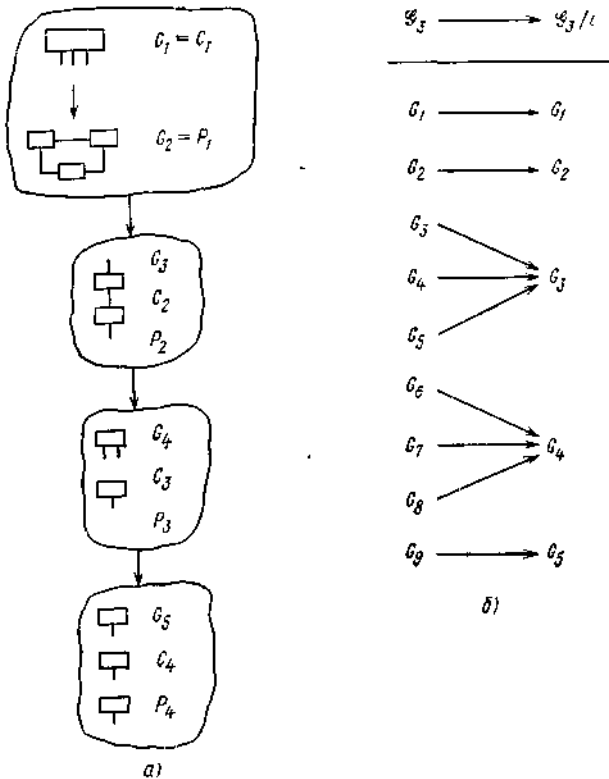 G₁ = C₁
G₂ = P₁
G₃
C₂
P₂
G₄
C₃
P₃
G₅
C₄
P₄
а)
𝒢₃ 𝒢₃/
G₁ G₁
G₂ G₂
G₃
G₄ G₃
G₅
G₆
G₇ G₄
G₈
G₉ G₅
б)